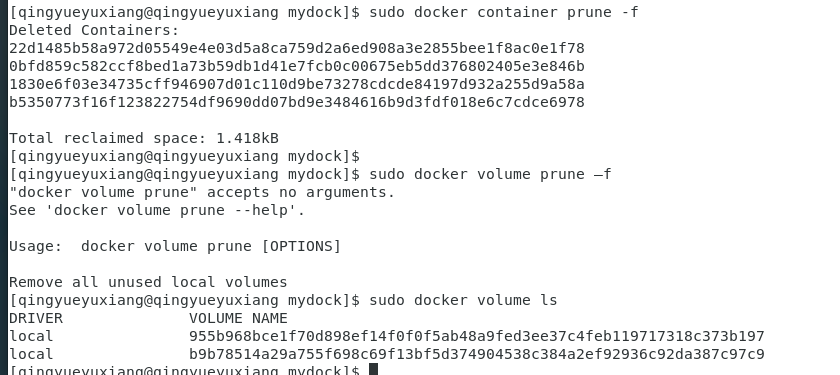 [qingyueyuxiang@qingyueyuxiang mydock]$ sudo docker container prune -f
Deleted Containers:
22d1485b58a972d05549e4e03d5a8ca759d2a6ed908a3e2855bee1f8ac0e1f78
0bfd859c582ccf8bed1a73b59db1d41e7fcb0c00675eb5dd376802405e3e846b
1830e6f03e34735cff946907d01c110d9be73278cdcde84197d932a255d9a58a
b5350773f16f123822754df9690dd07bd9e3484616b9d3fdf018e6c7cdce6978
Total reclaimed space: 1.418kB
[qingyueyuxiang@qingyueyuxiang mydock]$
[qingyueyuxiang@qingyueyuxiang mydock]$ sudo docker volume prune –f
"docker volume prune" accepts no arguments.
See 'docker volume prune --help'.
Usage:  docker volume prune [OPTIONS]
Remove all unused local volumes
[qingyueyuxiang@qingyueyuxiang mydock]$ sudo docker volume ls
DRIVER              VOLUME NAME
local               955b968bce1f70d898ef14f0f0f5ab48a9fed3ee37c4feb119717318c373b197
local               b9b78514a29a755f698c69f13bf5d374904538c384a2ef92936c92da387c97c9
[qingyueyuxiang@qingyueyuxiang mydock]$